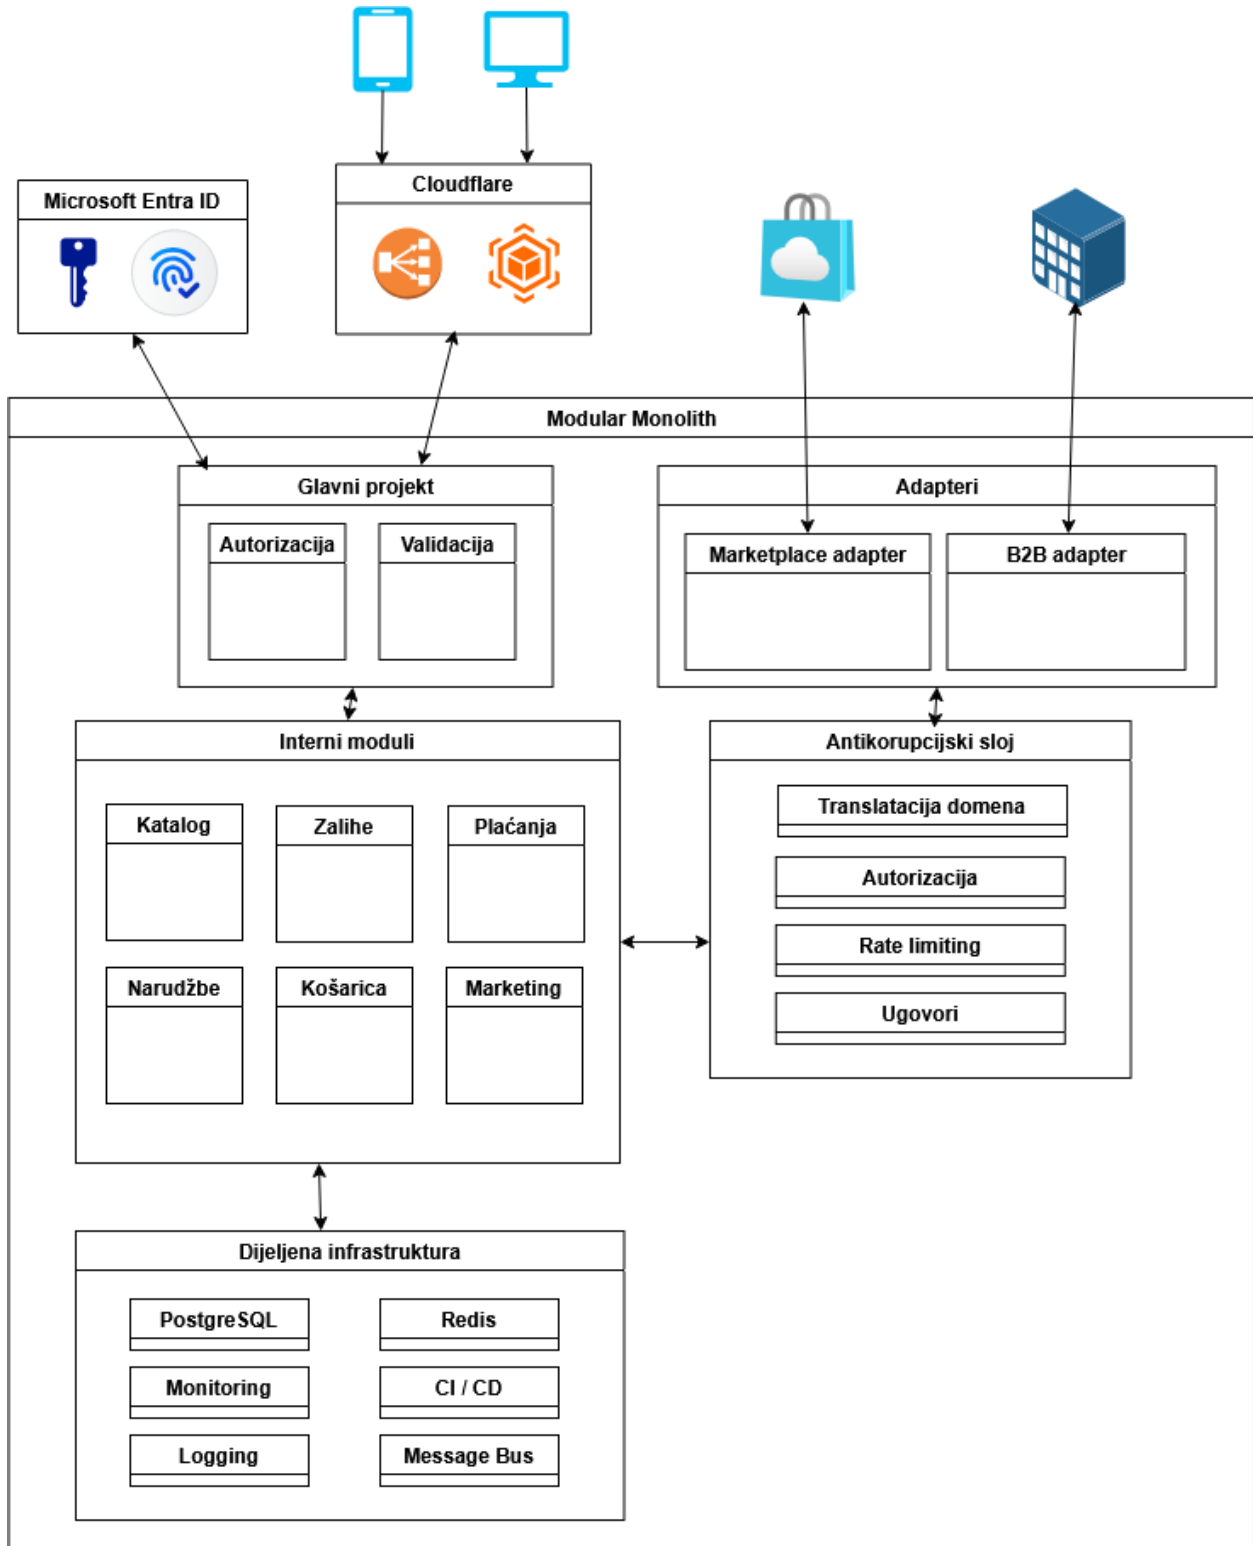 Microsoft Entra ID
Cloudflare
Modular Monolith
Glavni projekt
Autorizacija
Validacija
Adapteri
Marketplace adapter
B2B adapter
Interni moduli
Katalog
Zalihe
Plaćanja
Narudžbe
Košarica
Marketing
Antikorupcijski sloj
Translatacija domena
Autorizacija
Rate limiting
Ugovori
Dijeljena infrastruktura
PostgreSQL
Redis
Monitoring
CI / CD
Logging
Message Bus